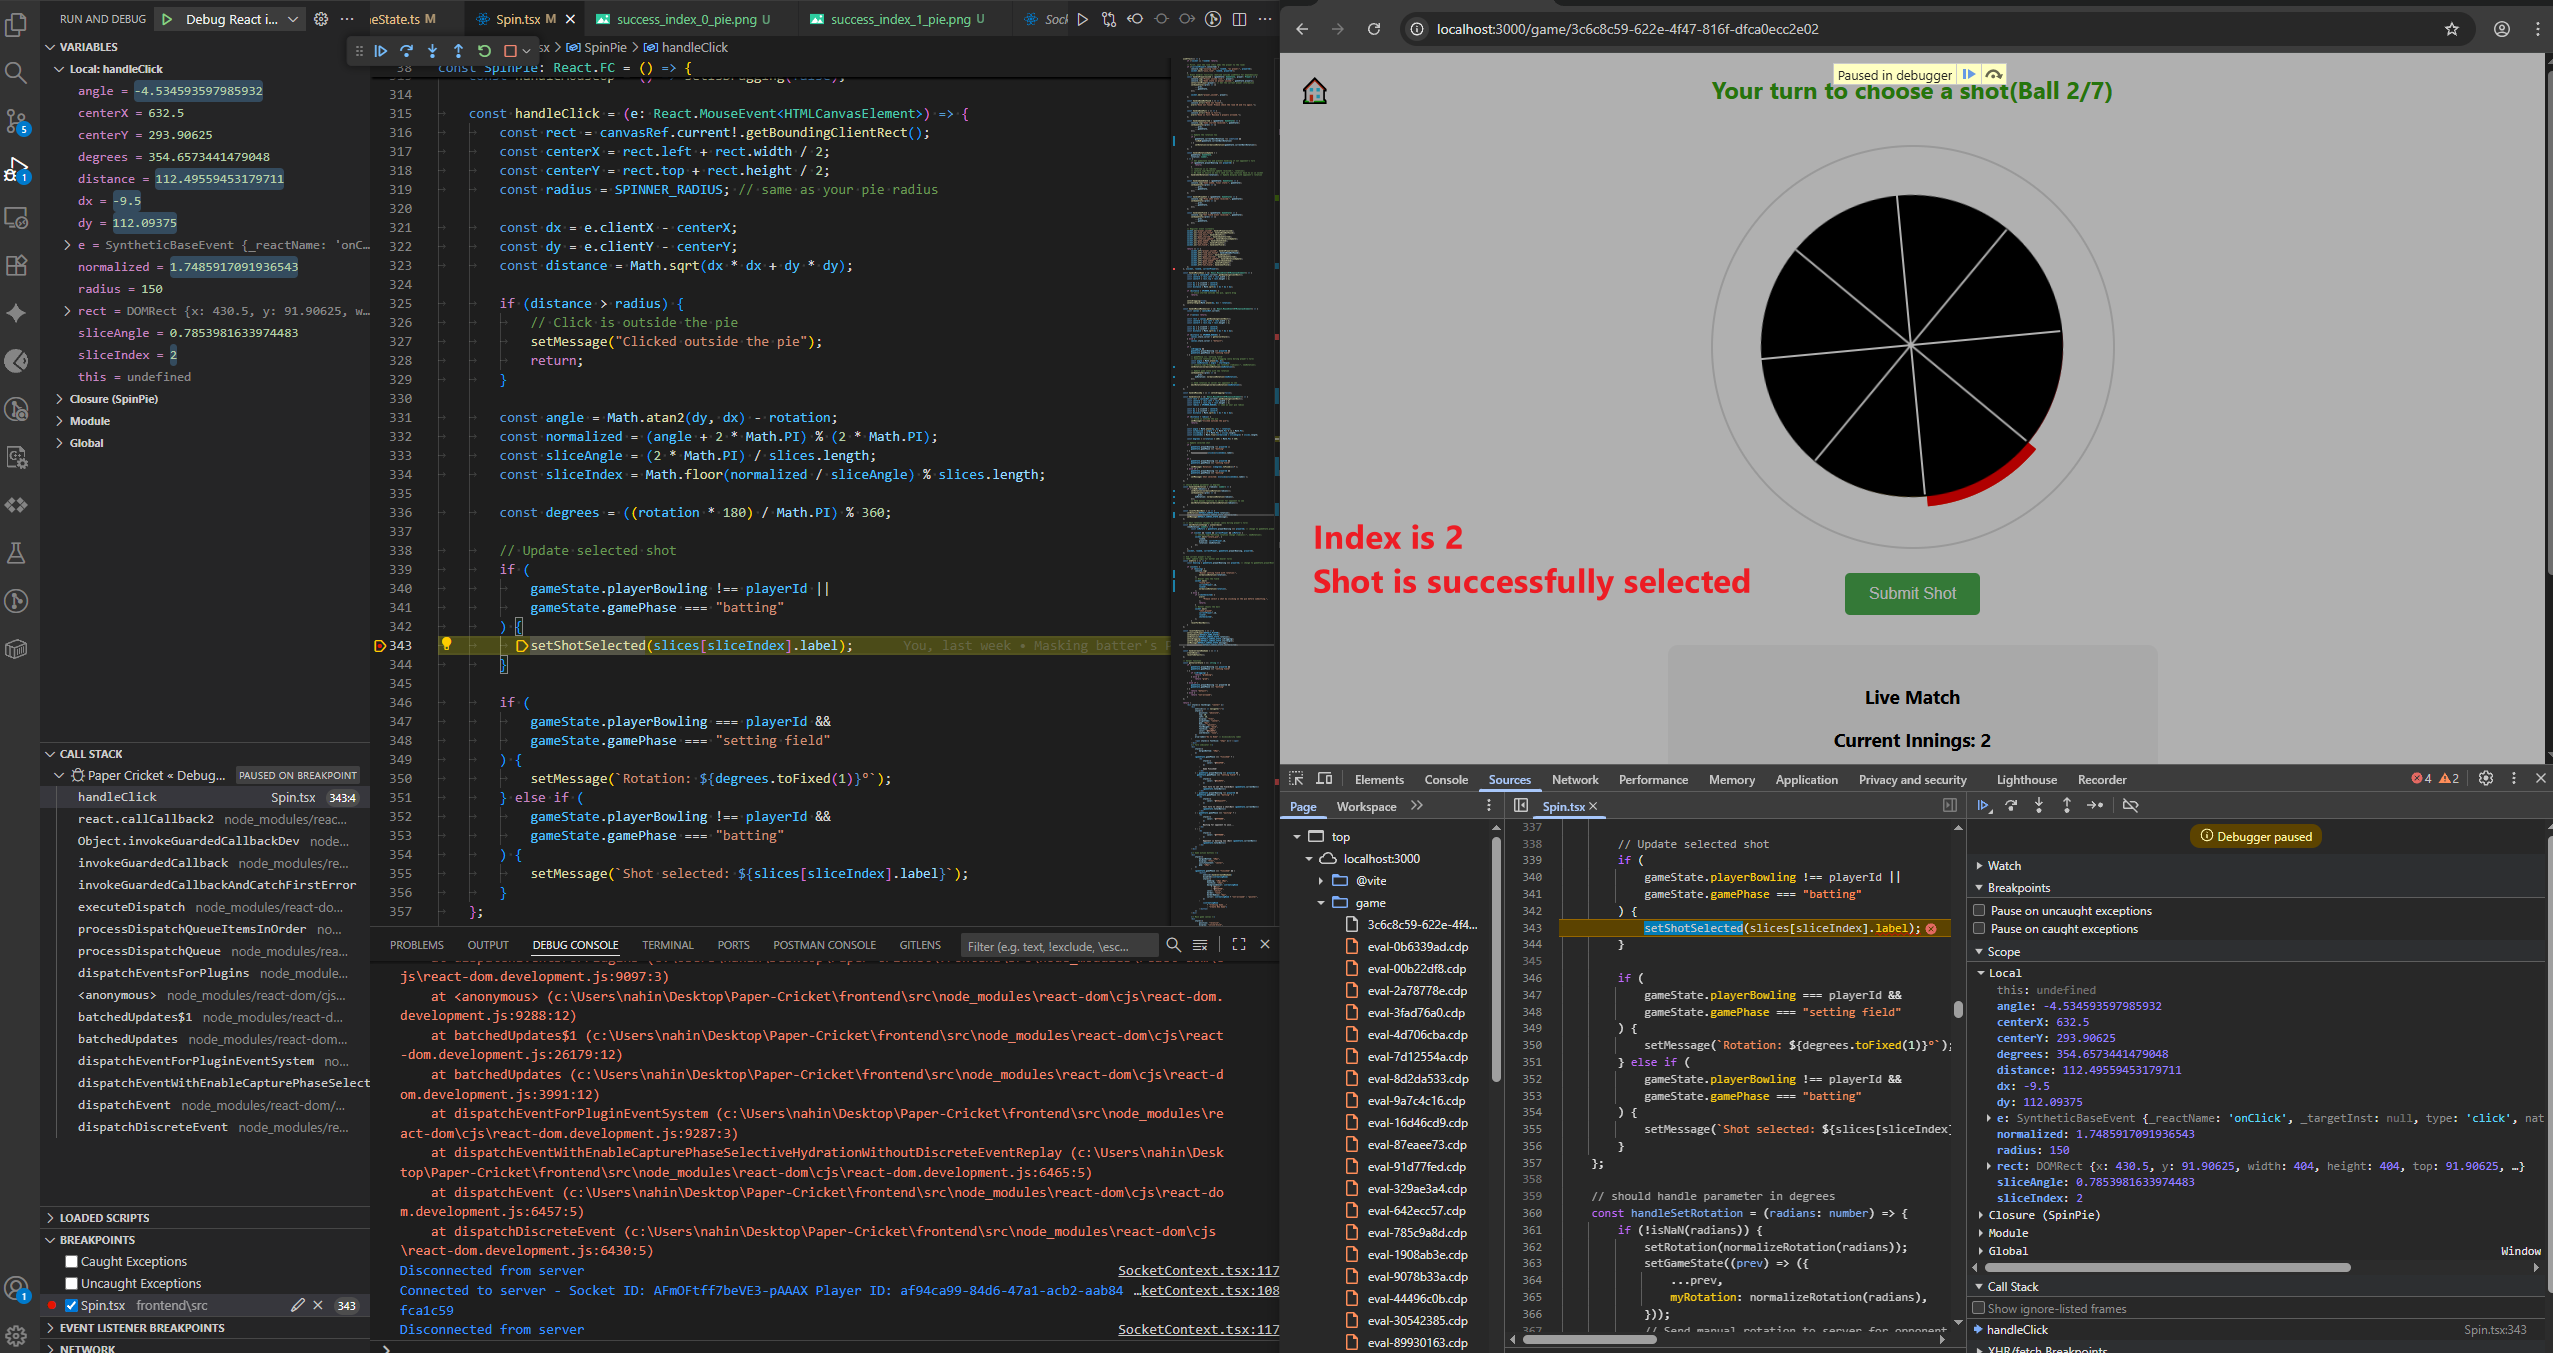 RUN AND DEBUG
Debug React i...
eState.ts M
Spin.tsx M
success_index_0_pie.png U
success_index_1_pie.png U
VARIABLES
Local: handleClick
angle = -4.534593597985932
centerX = 632.5
centerY = 293.90625
degrees = 354.6573441479048
distance = 112.49559453179711
dx = -9.5
dy = 112.09375
e = SyntheticBaseEvent {_reactName: 'onC...
normalized = 1.7485917091936543
radius = 150
rect = DOMRect {x: 430.5, y: 91.90625, w...
sliceAngle = 0.7853981633974483
sliceIndex = 2
this = undefined
Closure (SpinPie)
Module
Global
CALL STACK
Paper Cricket « Debug... PAUSED ON BREAKPOINT
handleClick Spin.tsx 343:4
react.callCallback2 node_modules/reac...
Object.invokeGuardedCallbackDev node...
invokeGuardedCallback node_modules/re...
invokeGuardedCallbackAndCatchFirstError
executeDispatch node_modules/react-do...
processDispatchQueueItemsInOrder no...
processDispatchQueue node_modules/rea...
dispatchEventsForPlugins node_module...
<anonymous> node_modules/react-dom/cjs...
batchedUpdates$1 node_modules/react-d...
batchedUpdates node_modules/react-dom...
dispatchEventForPluginEventSystem no...
dispatchEventWithEnableCapturePhaseSelect
dispatchEvent node_modules/react-dom/...
dispatchDiscreteEvent node_modules/re...
LOADED SCRIPTS
BREAKPOINTS
Caught Exceptions
Uncaught Exceptions
Spin.tsx frontend\src 343
EVENT LISTENER BREAKPOINTS
NETWORK
sx > SpinPie > handleClick
38 const SpinPie: React.FC = () => {
314
315 const handleClick = (e: React.MouseEvent<HTMLCanvasElement>) => {
316 const rect = canvasRef.current!.getBoundingClientRect();
317 const centerX = rect.left + rect.width / 2;
318 const centerY = rect.top + rect.height / 2;
319 const radius = SPINNER_RADIUS; // same as your pie radius
320
321 const dx = e.clientX - centerX;
322 const dy = e.clientY - centerY;
323 const distance = Math.sqrt(dx * dx + dy * dy);
324
325 if (distance > radius) {
326 // Click is outside the pie
327 setMessage("Clicked outside the pie");
328 return;
329 }
330
331 const angle = Math.atan2(dy, dx) - rotation;
332 const normalized = (angle + 2 * Math.PI) % (2 * Math.PI);
333 const sliceAngle = (2 * Math.PI) / slices.length;
334 const sliceIndex = Math.floor(normalized / sliceAngle) % slices.length;
335
336 const degrees = ((rotation * 180) / Math.PI) % 360;
337
338 // Update selected shot
339 if (
340 gameState.playerBowling !== playerId ||
341 gameState.gamePhase === "batting"
342 ) {
343 setShotSelected(slices[sliceIndex].label); You, last week • Masking batter's
344 }
345
346 if (
347 gameState.playerBowling === playerId &&
348 gameState.gamePhase === "setting field"
349 ) {
350 setMessage(`Rotation: ${degrees.toFixed(1)}°`);
351 } else if (
352 gameState.playerBowling !== playerId &&
353 gameState.gamePhase === "batting"
354 ) {
355 setMessage(`Shot selected: ${slices[sliceIndex].label}`);
356 }
357 };
PROBLEMS OUTPUT DEBUG CONSOLE TERMINAL PORTS POSTMAN CONSOLE GITLENS Filter (e.g. text, !exclude, \esc...
js\react-dom.development.js:9097:3)
at <anonymous> (c:\Users\nahin\Desktop\Paper-Cricket\frontend\src\node_modules\react-dom\cjs\react-dom.
development.js:9288:12)
at batchedUpdates$1 (c:\Users\nahin\Desktop\Paper-Cricket\frontend\src\node_modules\react-dom\cjs\react
-dom.development.js:26179:12)
at batchedUpdates (c:\Users\nahin\Desktop\Paper-Cricket\frontend\src\node_modules\react-dom\cjs\react-d
om.development.js:3991:12)
at dispatchEventForPluginEventSystem (c:\Users\nahin\Desktop\Paper-Cricket\frontend\src\node_modules\re
act-dom\cjs\react-dom.development.js:9287:3)
at dispatchEventWithEnableCapturePhaseSelectiveHydrationWithoutDiscreteEventReplay (c:\Users\nahin\Desk
top\Paper-Cricket\frontend\src\node_modules\react-dom\cjs\react-dom.development.js:6465:5)
at dispatchEvent (c:\Users\nahin\Desktop\Paper-Cricket\frontend\src\node_modules\react-dom\cjs\react-do
m.development.js:6457:5)
at dispatchDiscreteEvent (c:\Users\nahin\Desktop\Paper-Cricket\frontend\src\node_modules\react-dom\cjs
\react-dom.development.js:6430:5)
Disconnected from server SocketContext.tsx:117
Connected to server - Socket ID: AFmOFtff7beVE3-pAAAX Player ID: af94ca99-84d6-47a1-acb2-aab84 …ketContext.tsx:108
fca1c59
Disconnected from server SocketContext.tsx:117
localhost:3000/game/3c6c8c59-622e-4f47-816f-dfca0ecc2e02
Paused in debugger
Your turn to choose a shot(Ball 2/7)
Index is 2
Shot is successfully selected
Submit Shot
Live Match
Current Innings: 2
Elements Console Sources Network Performance Memory Application Privacy and security Lighthouse Recorder 4 2
Page Workspace
top
localhost:3000
@vite
game
3c6c8c59-622e-4f4...
eval-0b6339ad.cdp
eval-00b22df8.cdp
eval-2a78778e.cdp
eval-3fad76a0.cdp
eval-4d706cba.cdp
eval-7d12554a.cdp
eval-8d2da533.cdp
eval-9a7c4c16.cdp
eval-16d46cd9.cdp
eval-87eaee73.cdp
eval-91d77fed.cdp
eval-329ae3a4.cdp
eval-642ecc57.cdp
eval-785c9a8d.cdp
eval-1908ab3e.cdp
eval-9078b33a.cdp
eval-44496c0b.cdp
eval-30542385.cdp
eval-89930163.cdp
Spin.tsx
337
338 // Update selected shot
339 if (
340 gameState.playerBowling !== playerId ||
341 gameState.gamePhase === "batting"
342 ) {
343 setShotSelected(slices[sliceIndex].label);
344 }
345
346 if (
347 gameState.playerBowling === playerId &&
348 gameState.gamePhase === "setting field"
349 ) {
350 setMessage(`Rotation: ${degrees.toFixed(1)}°`);
351 } else if (
352 gameState.playerBowling !== playerId &&
353 gameState.gamePhase === "batting"
354 ) {
355 setMessage(`Shot selected: ${slices[sliceIndex]
356 }
357 };
358
359 // should handle parameter in degrees
360 const handleSetRotation = (radians: number) => {
361 if (!isNaN(radians)) {
362 setRotation(normalizeRotation(radians));
363 setGameState((prev) => ({
364 ...prev,
365 myRotation: normalizeRotation(radians),
366 }));
367 // Send manual rotation to server for opponent
Debugger paused
Watch
Breakpoints
Pause on uncaught exceptions
Pause on caught exceptions
Scope
Local
this: undefined
angle: -4.534593597985932
centerX: 632.5
centerY: 293.90625
degrees: 354.6573441479048
distance: 112.49559453179711
dx: -9.5
dy: 112.09375
e: SyntheticBaseEvent {_reactName: 'onClick', _targetInst: null, type: 'click', nat
normalized: 1.7485917091936543
radius: 150
rect: DOMRect {x: 430.5, y: 91.90625, width: 404, height: 404, top: 91.90625, …}
sliceAngle: 0.7853981633974483
sliceIndex: 2
Closure (SpinPie)
Module
Global Window
Call Stack
Show ignore-listed frames
handleClick Spin.tsx:343
XHR/fetch Breakpoints